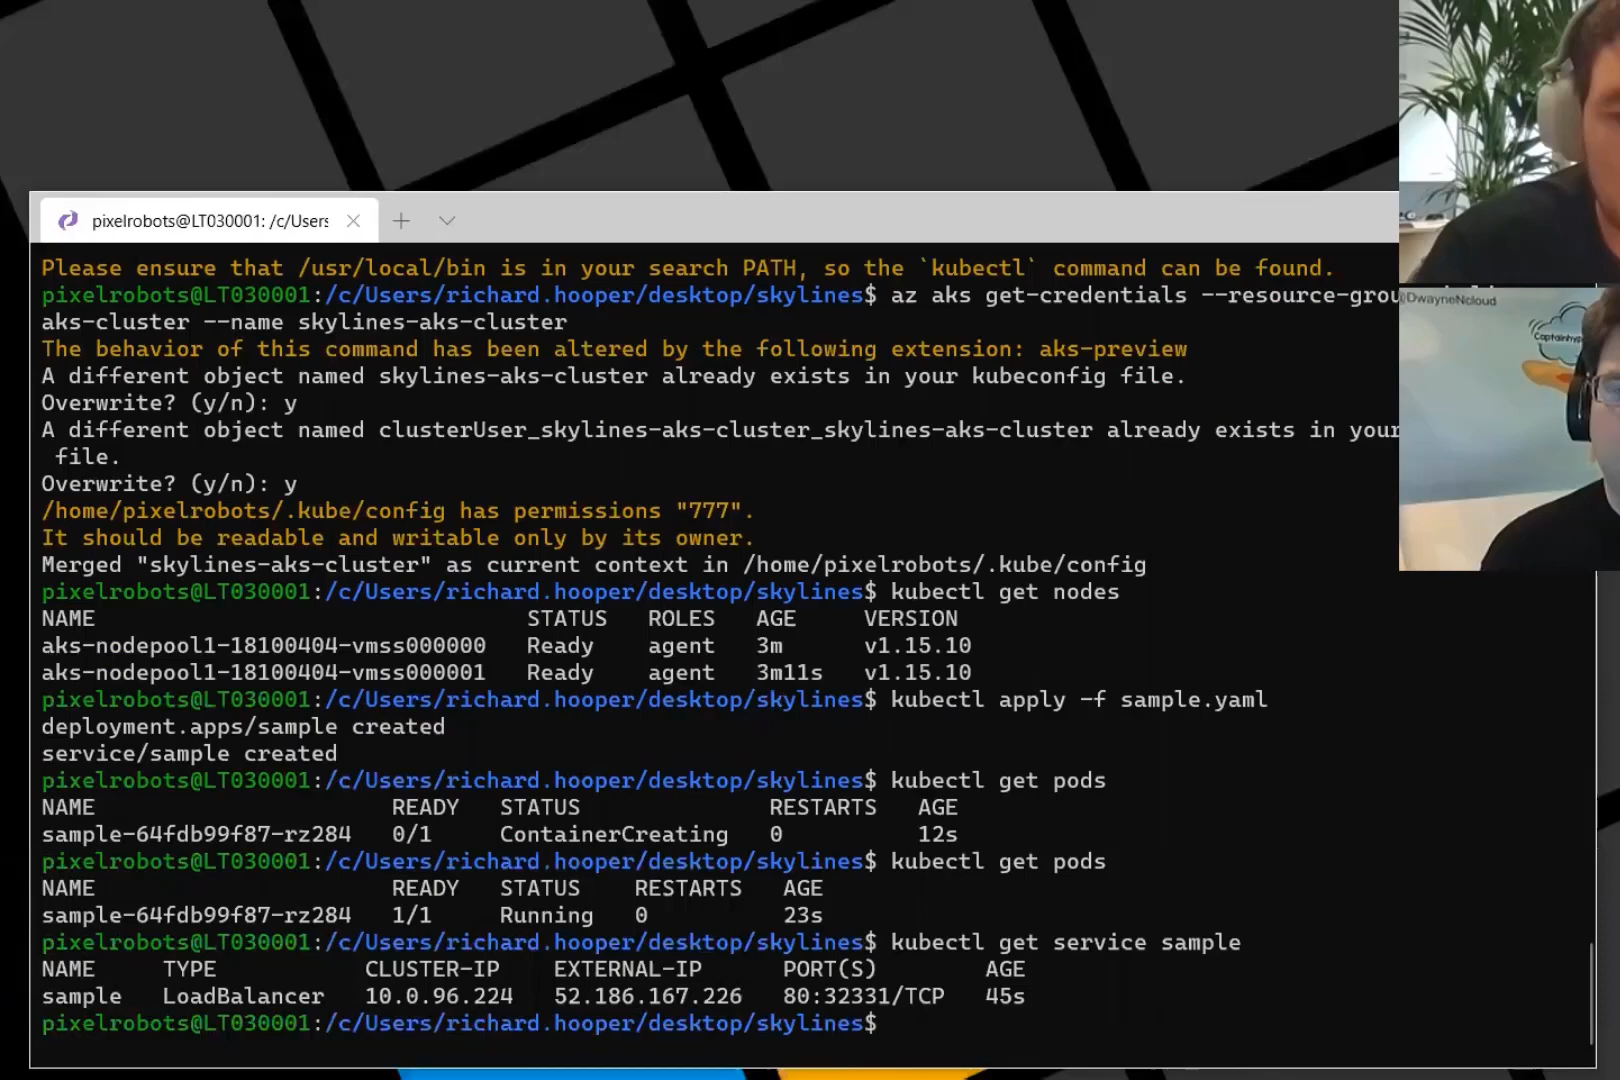 pixelrobots@LT030001: /c/Users
Please ensure that /usr/local/bin is in your search PATH, so the `kubectl` command can be found.
pixelrobots@LT030001:/c/Users/richard.hooper/desktop/skylines$ az aks get-credentials --resource-grou
aks-cluster --name skylines-aks-cluster
@DwayneNcloud
Captainhyp
The behavior of this command has been altered by the following extension: aks-preview
A different object named skylines-aks-cluster already exists in your kubeconfig file.
Overwrite? (y/n): y
A different object named clusterUser_skylines-aks-cluster_skylines-aks-cluster already exists in your
file.
Overwrite? (y/n): y
/home/pixelrobots/.kube/config has permissions "777".
It should be readable and writable only by its owner.
Merged "skylines-aks-cluster" as current context in /home/pixelrobots/.kube/config
pixelrobots@LT030001:/c/Users/richard.hooper/desktop/skylines$ kubectl get nodes
NAME STATUS ROLES AGE VERSION
aks-nodepool1-18100404-vmss000000 Ready agent 3m v1.15.10
aks-nodepool1-18100404-vmss000001 Ready agent 3m11s v1.15.10
pixelrobots@LT030001:/c/Users/richard.hooper/desktop/skylines$ kubectl apply -f sample.yaml
deployment.apps/sample created
service/sample created
pixelrobots@LT030001:/c/Users/richard.hooper/desktop/skylines$ kubectl get pods
NAME READY STATUS RESTARTS AGE
sample-64fdb99f87-rz284 0/1 ContainerCreating 0 12s
pixelrobots@LT030001:/c/Users/richard.hooper/desktop/skylines$ kubectl get pods
NAME READY STATUS RESTARTS AGE
sample-64fdb99f87-rz284 1/1 Running 0 23s
pixelrobots@LT030001:/c/Users/richard.hooper/desktop/skylines$ kubectl get service sample
NAME TYPE CLUSTER-IP EXTERNAL-IP PORT(S) AGE
sample LoadBalancer 10.0.96.224 52.186.167.226 80:32331/TCP 45s
pixelrobots@LT030001:/c/Users/richard.hooper/desktop/skylines$